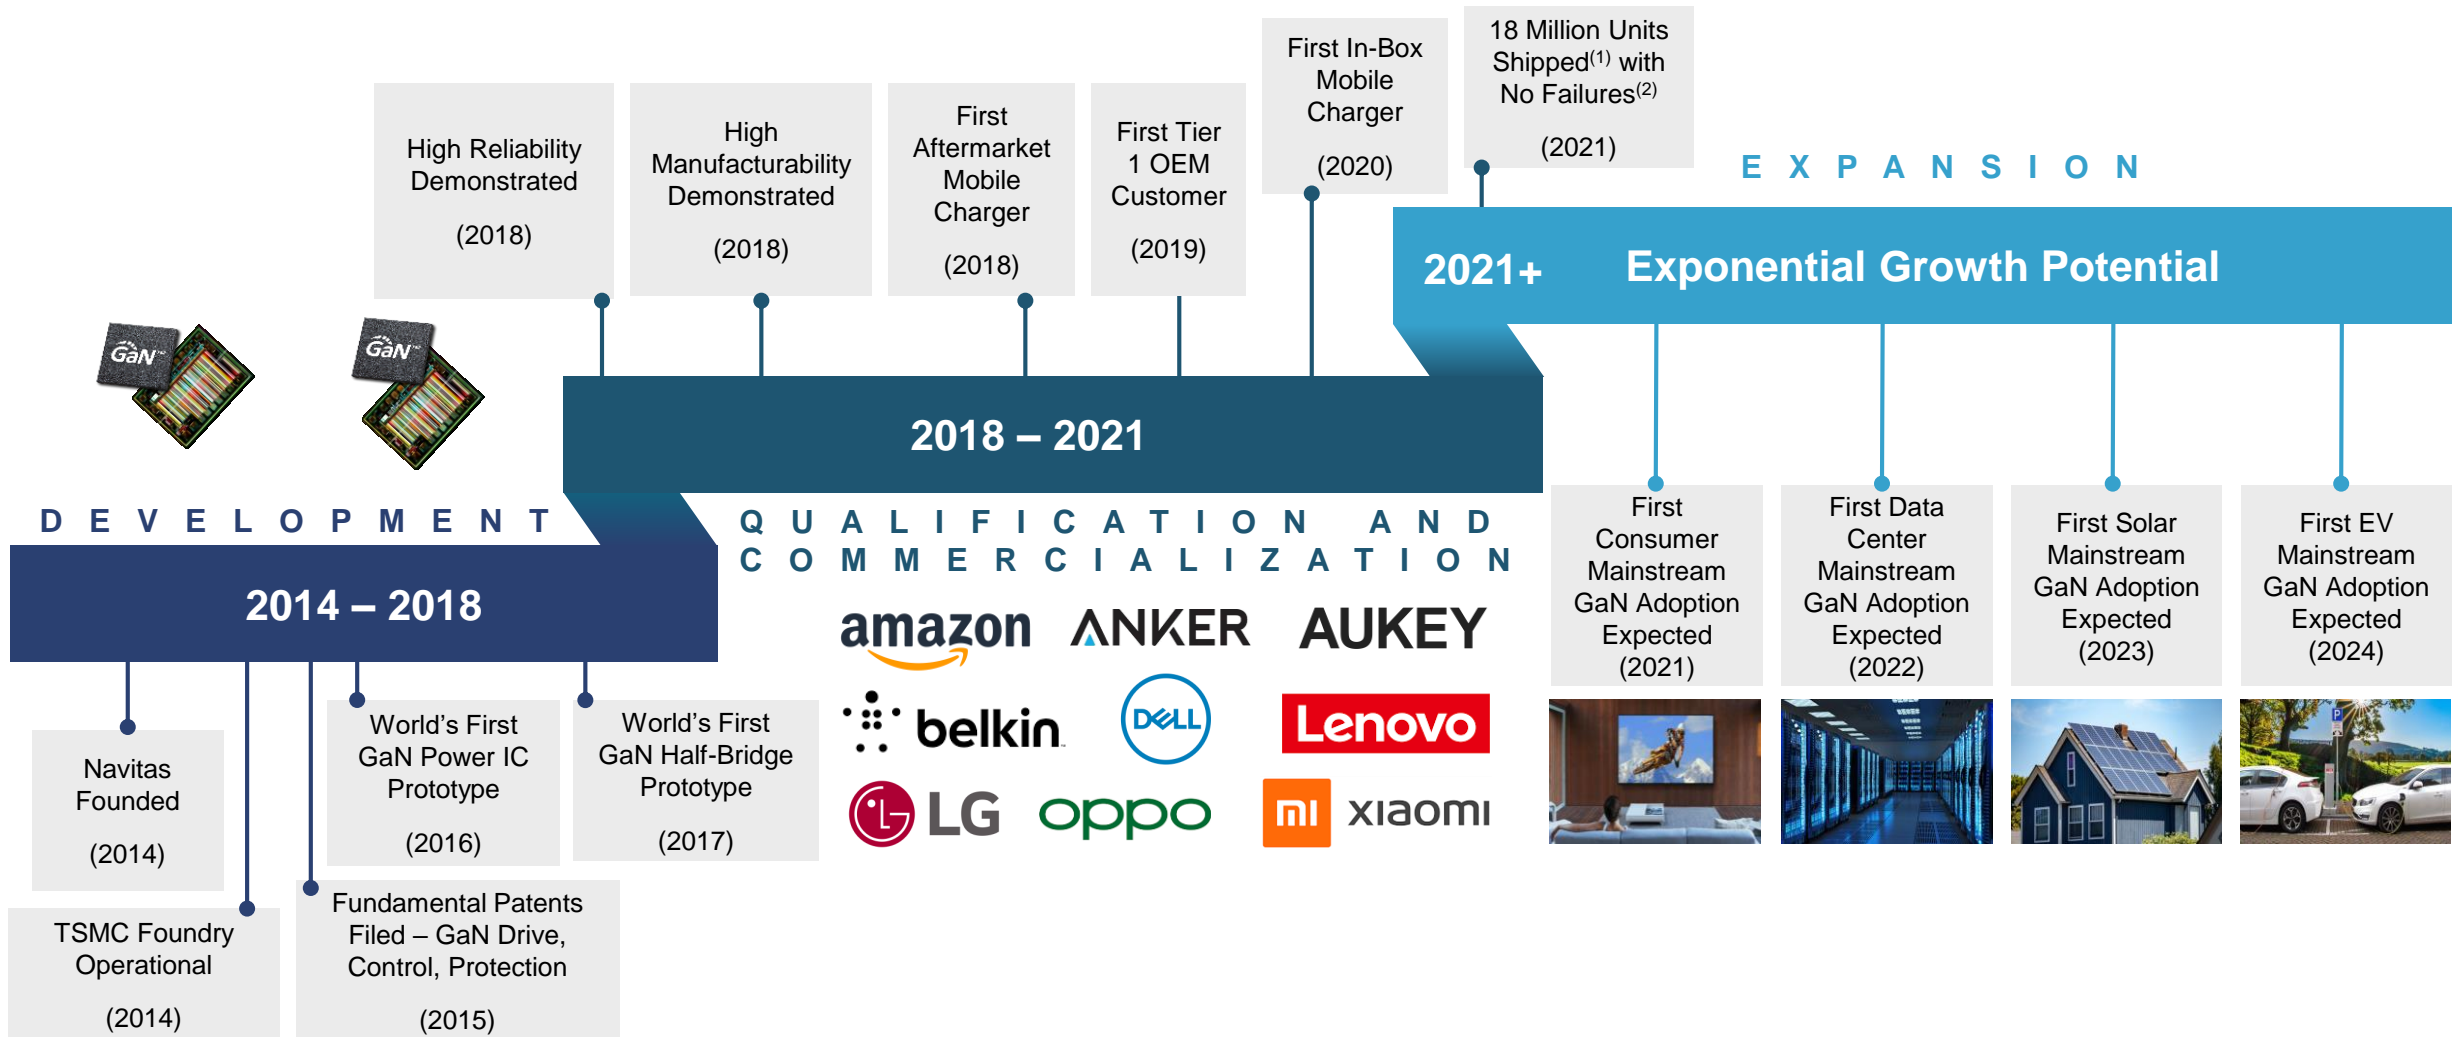 DEVELOPMENT
2014 – 2018
Navitas
Founded
(2014)
TSMC Foundry
Operational
(2014)
Fundamental Patents
Filed – GaN Drive,
Control, Protection
(2015)
World’s First
GaN Power IC
Prototype
(2016)
World’s First
GaN Half-Bridge
Prototype
(2017)
GaN
GaN
High Reliability
Demonstrated
(2018)
High
Manufacturability
Demonstrated
(2018)
First
Aftermarket
Mobile
Charger
(2018)
First Tier
1 OEM
Customer
(2019)
First In-Box
Mobile
Charger
(2020)
18 Million Units
Shipped(1) with
No Failures(2)
(2021)
2018 – 2021
QUALIFICATION AND
COMMERCIALIZATION
amazon
ANKER
AUKEY
belkin
DELL
Lenovo
LG
oppo
mi xiaomi
EXPANSION
2021+ Exponential Growth Potential
First
Consumer
Mainstream
GaN Adoption
Expected
(2021)
First Data
Center
Mainstream
GaN Adoption
Expected
(2022)
First Solar
Mainstream
GaN Adoption
Expected
(2023)
First EV
Mainstream
GaN Adoption
Expected
(2024)
P